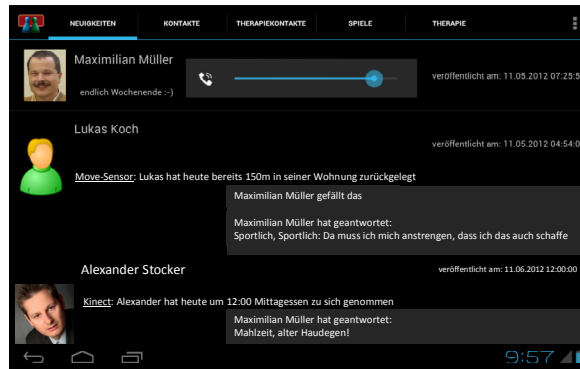 NEUIGKEITEN KONTAKTE THERAPIEKONTAKTE SPIELE THERAPIE
Maximilian Müller
veröffentlicht am: 11.05.2012 07:25:5
endlich Wochenende :-)
Lukas Koch
veröffentlicht am: 11.05.2012 04:54:0
Move-Sensor: Lukas hat heute bereits 150m in seiner Wohnung zurückgelegt
Maximilian Müller gefällt das
Maximilian Müller hat geantwortet:
Sportlich, Sportlich: Da muss ich mich anstrengen, dass ich das auch schaffe
Alexander Stocker
veröffentlicht am: 11.06.2012 12:00:00
Kinect: Alexander hat heute um 12:00 Mittagessen zu sich genommen
Maximilian Müller hat geantwortet:
Mahlzeit, alter Haudegen!
9:57